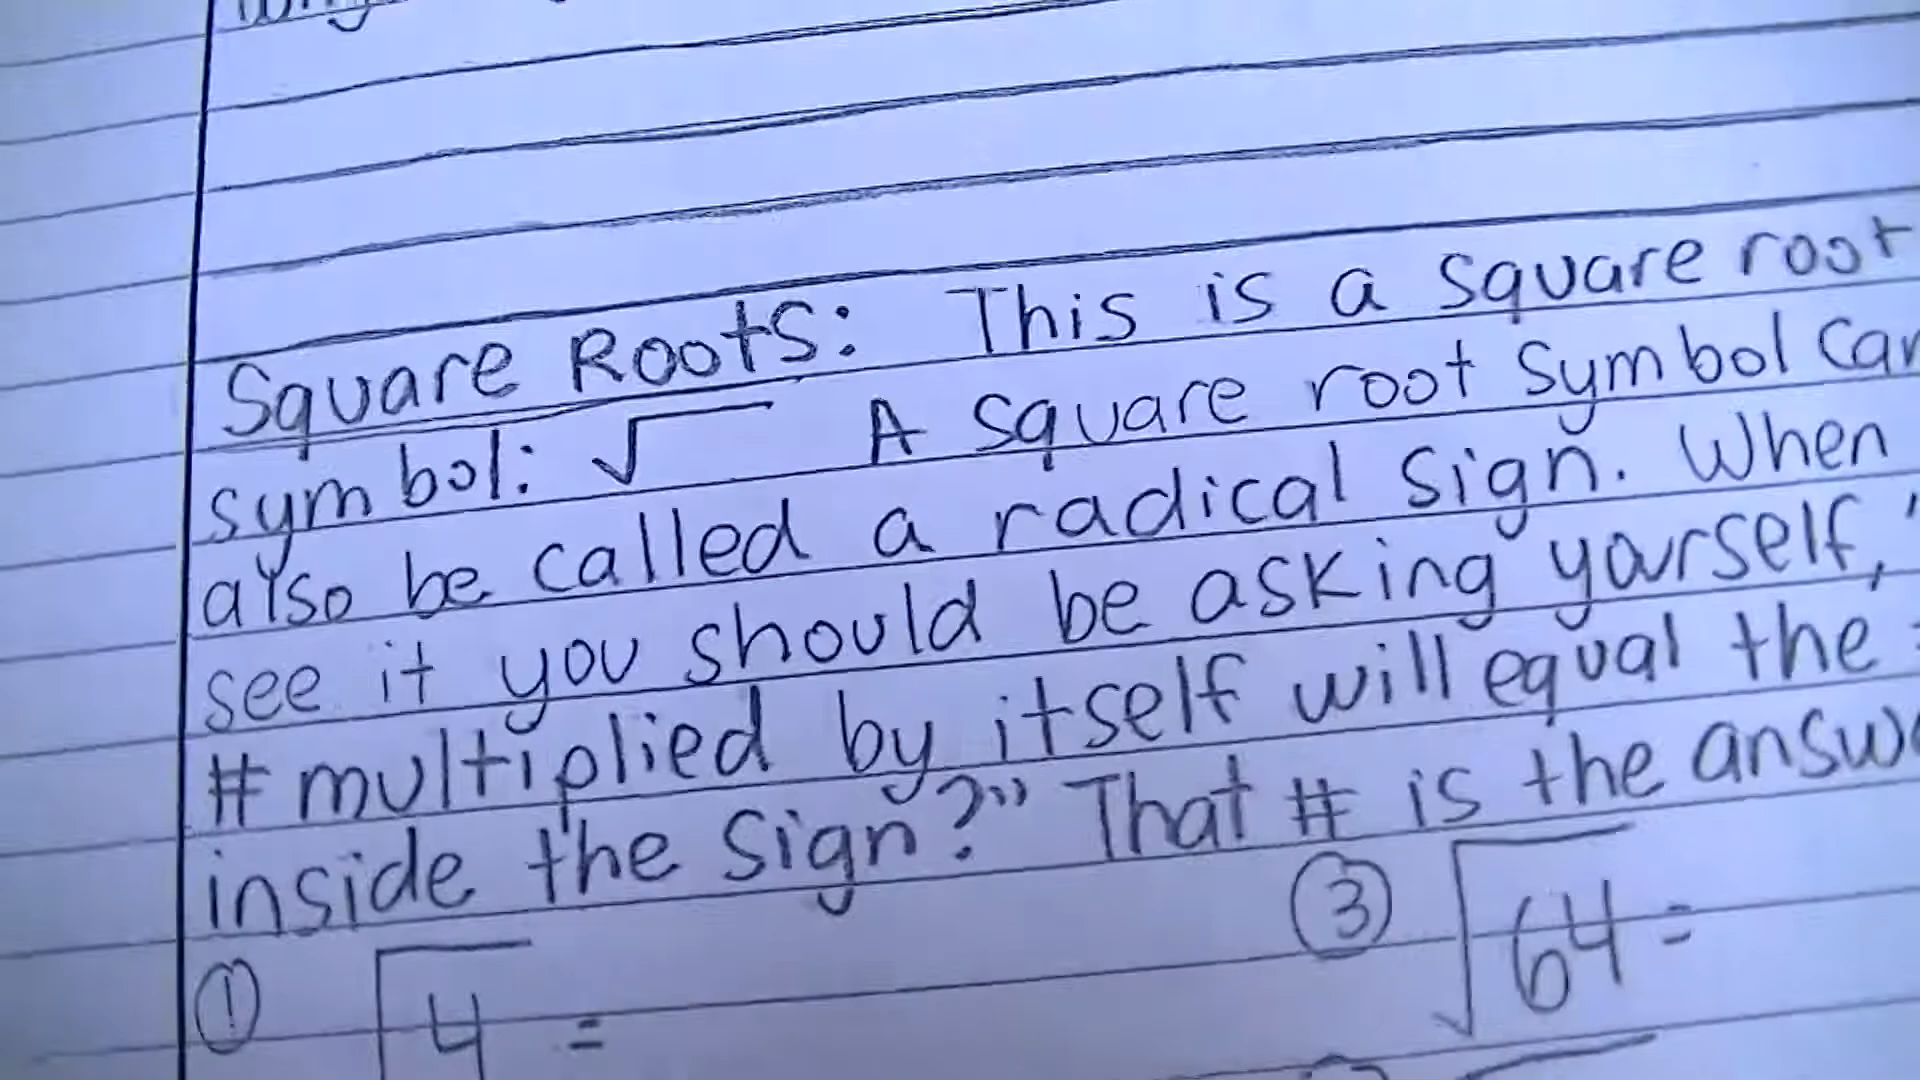 Square Roots: This is a square root
symbol: √ A square root symbol can
also be called a radical sign. When
see it you should be asking yourself, "
# multiplied by itself will equal the
inside the sign?" That # is the
① √4 =
③ √64 =